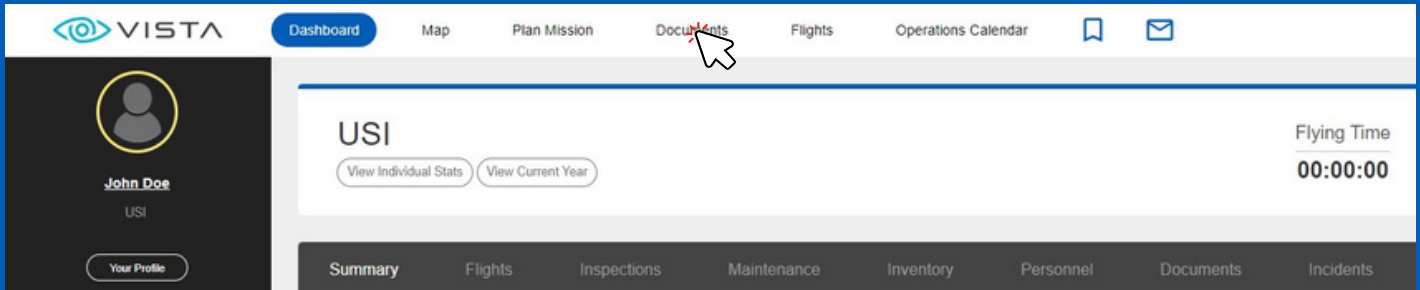 VISTA
Dashboard Map Plan Mission Documents Flights Operations Calendar
John Doe
USI
Your Profile
USI
View Individual Stats View Current Year
Flying Time
00:00:00
Summary Flights Inspections Maintenance Inventory Personnel Documents Incidents